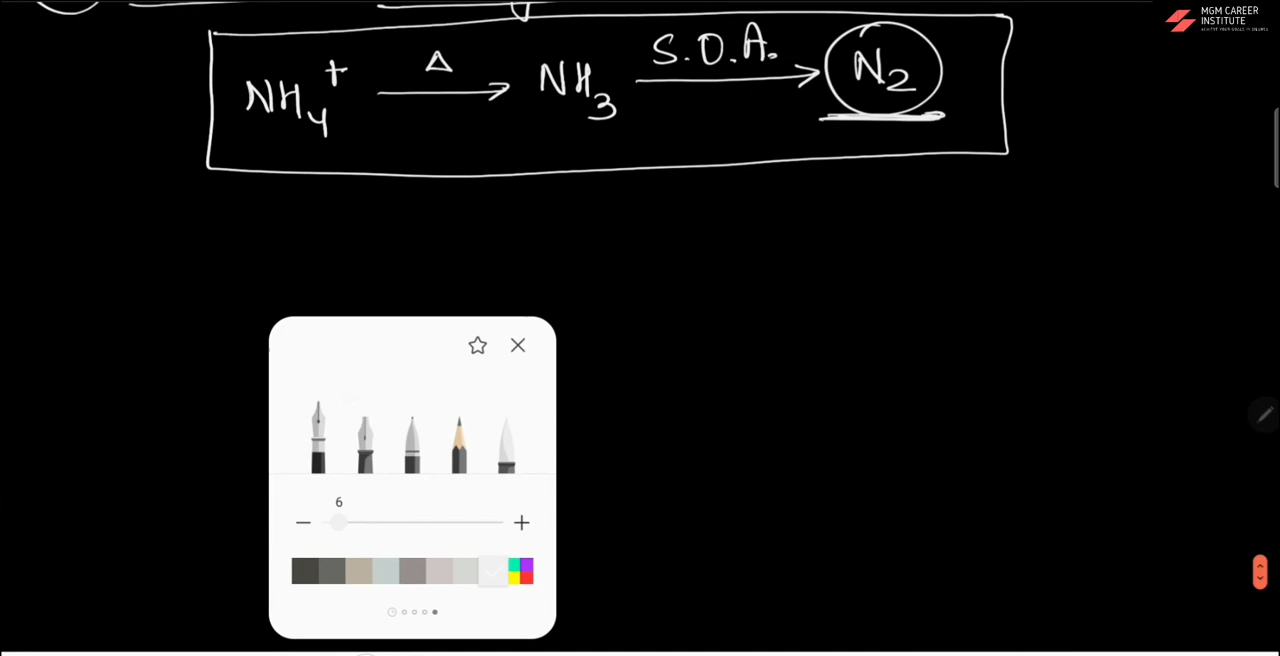 MGM CAREER
INSTITUTE
NH₄⁺ —Δ→ NH₃ —S.O.A.→ N₂
6